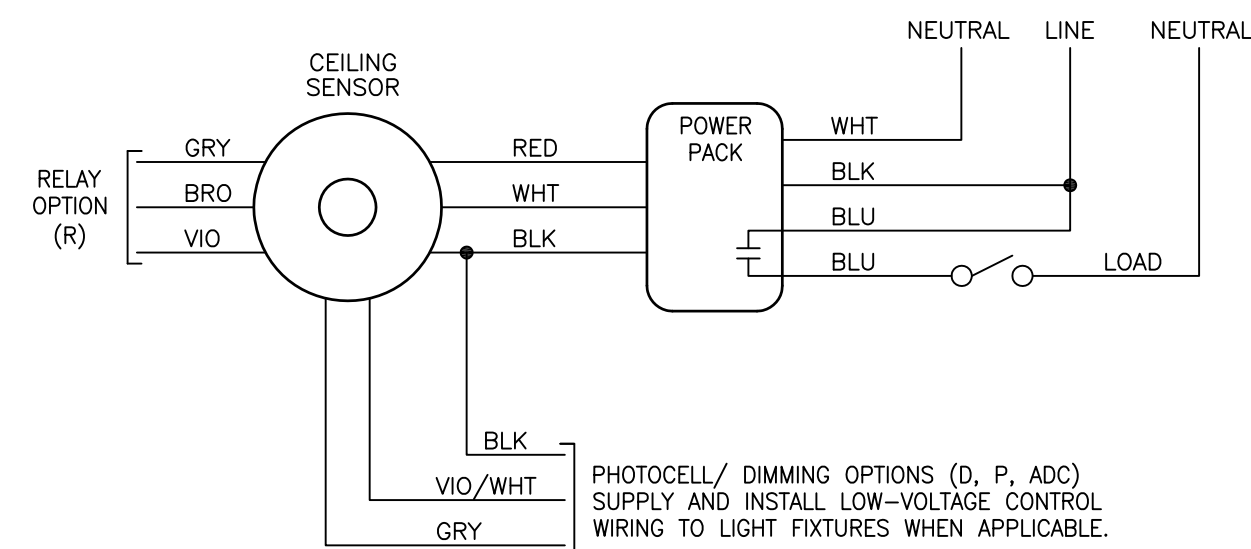 NEUTRAL LINE NEUTRAL
CEILING
SENSOR
POWER
PACK
WHT
GRY
RED
RELAY
OPTION
(R)
BRO
WHT
BLK
VIO
BLK
BLU
BLU
LOAD
BLK
VIO/WHT
GRY
PHOTOCELL/ DIMMING OPTIONS (D, P, ADC)
SUPPLY AND INSTALL LOW-VOLTAGE CONTROL
WIRING TO LIGHT FIXTURES WHEN APPLICABLE.